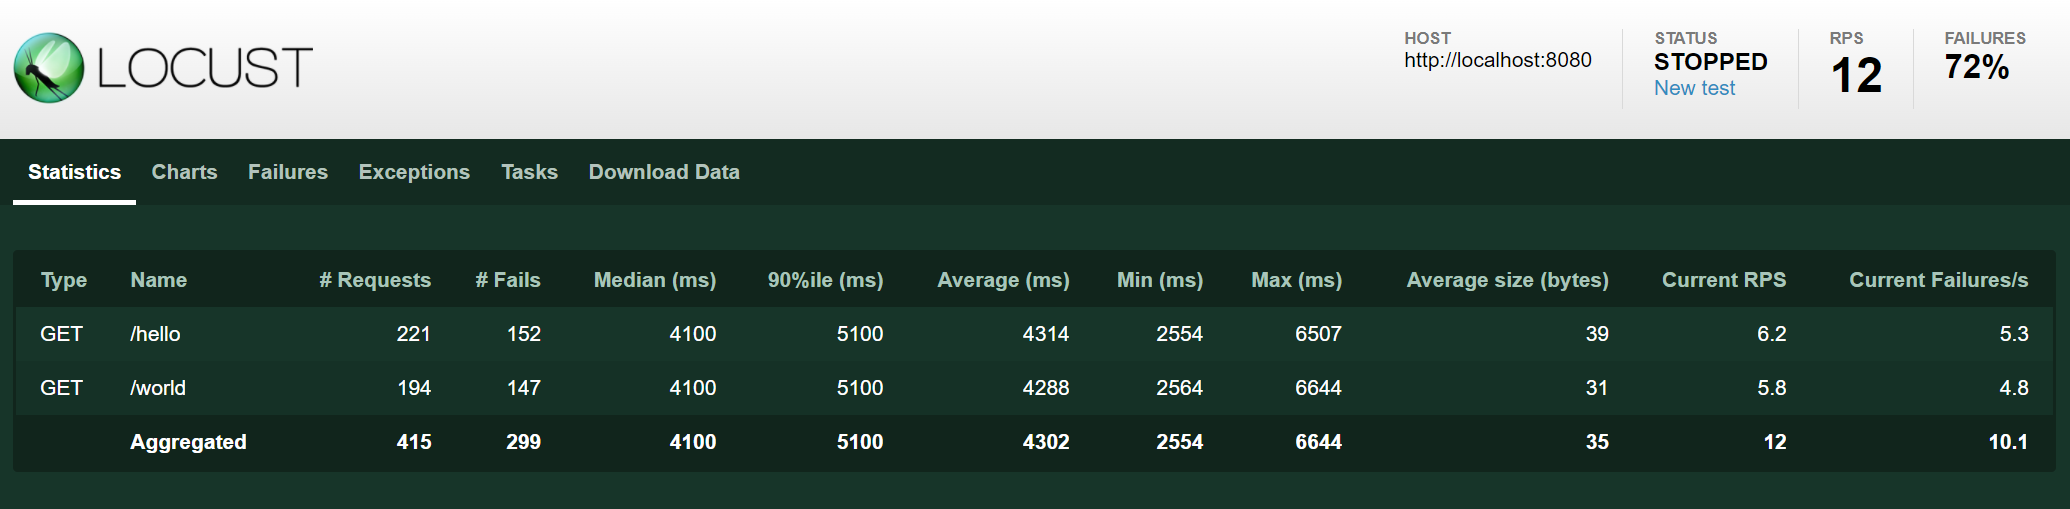 LOCUST
HOST
http://localhost:8080
STATUS
STOPPED
New test
RPS
12
FAILURES
72%
Statistics Charts Failures Exceptions Tasks Download Data
Type Name # Requests # Fails Median (ms) 90%ile (ms) Average (ms) Min (ms) Max (ms) Average size (bytes) Current RPS Current Failures/s
GET /hello 221 152 4100 5100 4314 2554 6507 39 6.2 5.3
GET /world 194 147 4100 5100 4288 2564 6644 31 5.8 4.8
Aggregated 415 299 4100 5100 4302 2554 6644 35 12 10.1